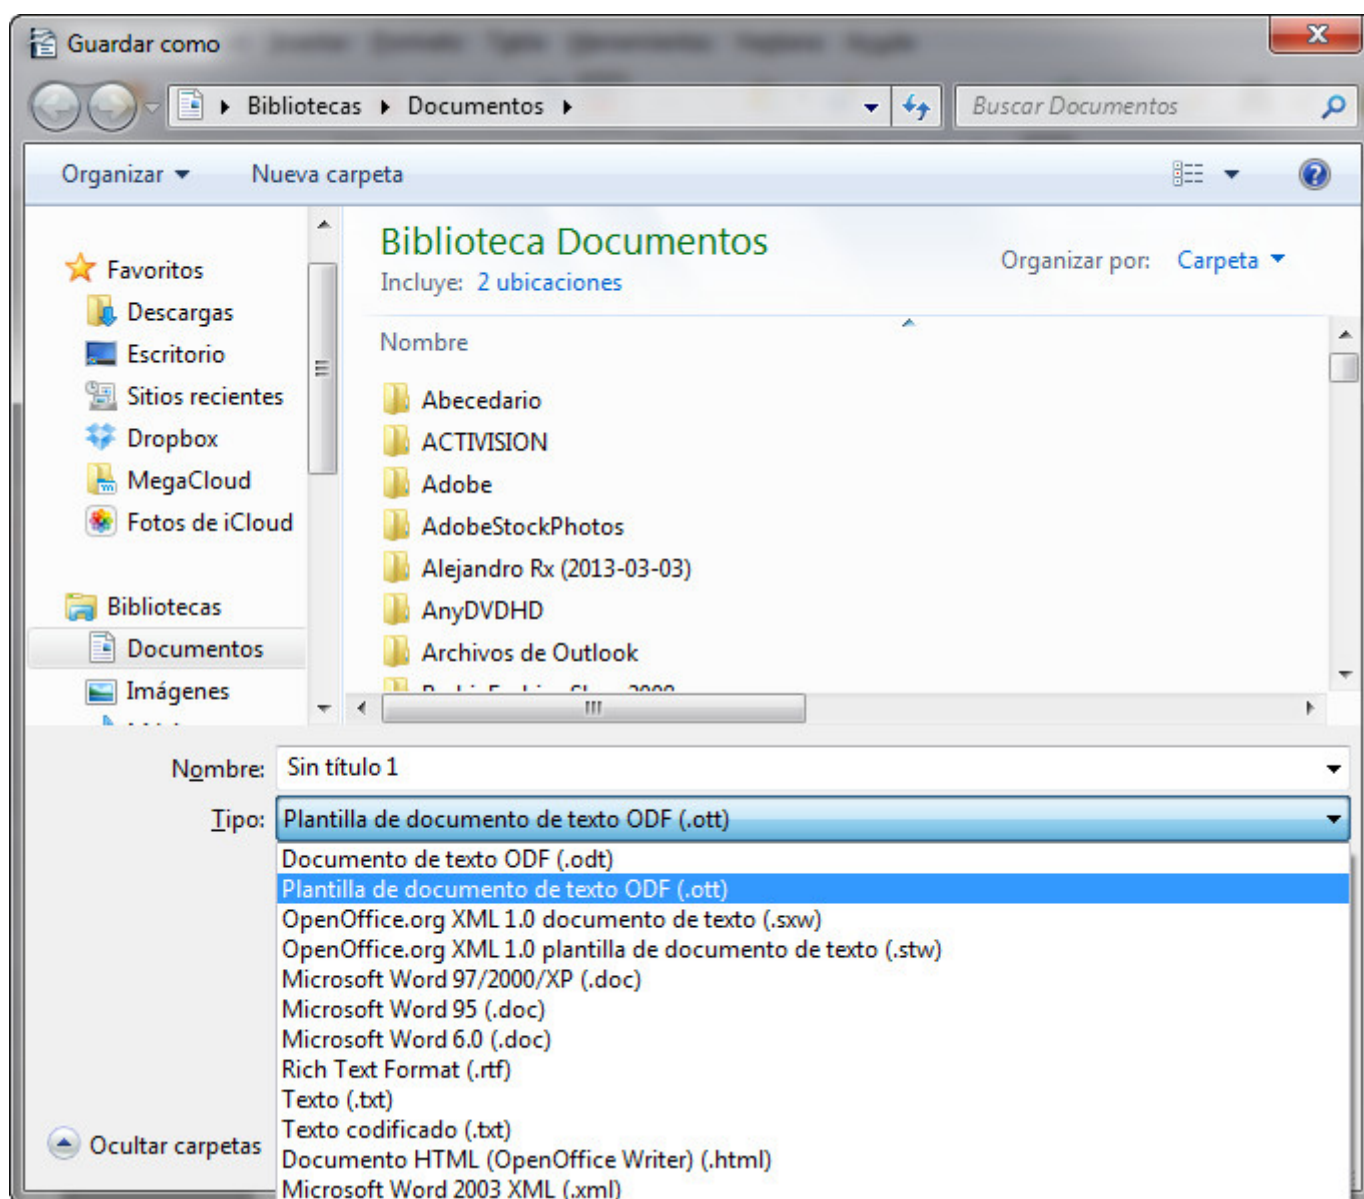 Guardar como
Bibliotecas Documentos
Buscar Documentos
Organizar Nueva carpeta
Favoritos
Descargas
Escritorio
Sitios recientes
Dropbox
MegaCloud
Fotos de iCloud
Bibliotecas
Documentos
Imágenes
Biblioteca Documentos
Incluye: 2 ubicaciones
Organizar por: Carpeta
Nombre
Abecedario
ACTIVISION
Adobe
AdobeStockPhotos
Alejandro Rx (2013-03-03)
AnyDVDHD
Archivos de Outlook
Nombre: Sin título 1
Tipo: Plantilla de documento de texto ODF (.ott)
Documento de texto ODF (.odt)
Plantilla de documento de texto ODF (.ott)
OpenOffice.org XML 1.0 documento de texto (.sxw)
OpenOffice.org XML 1.0 plantilla de documento de texto (.stw)
Microsoft Word 97/2000/XP (.doc)
Microsoft Word 95 (.doc)
Microsoft Word 6.0 (.doc)
Rich Text Format (.rtf)
Texto (.txt)
Texto codificado (.txt)
Documento HTML (OpenOffice Writer) (.html)
Microsoft Word 2003 XML (.xml)
Ocultar carpetas